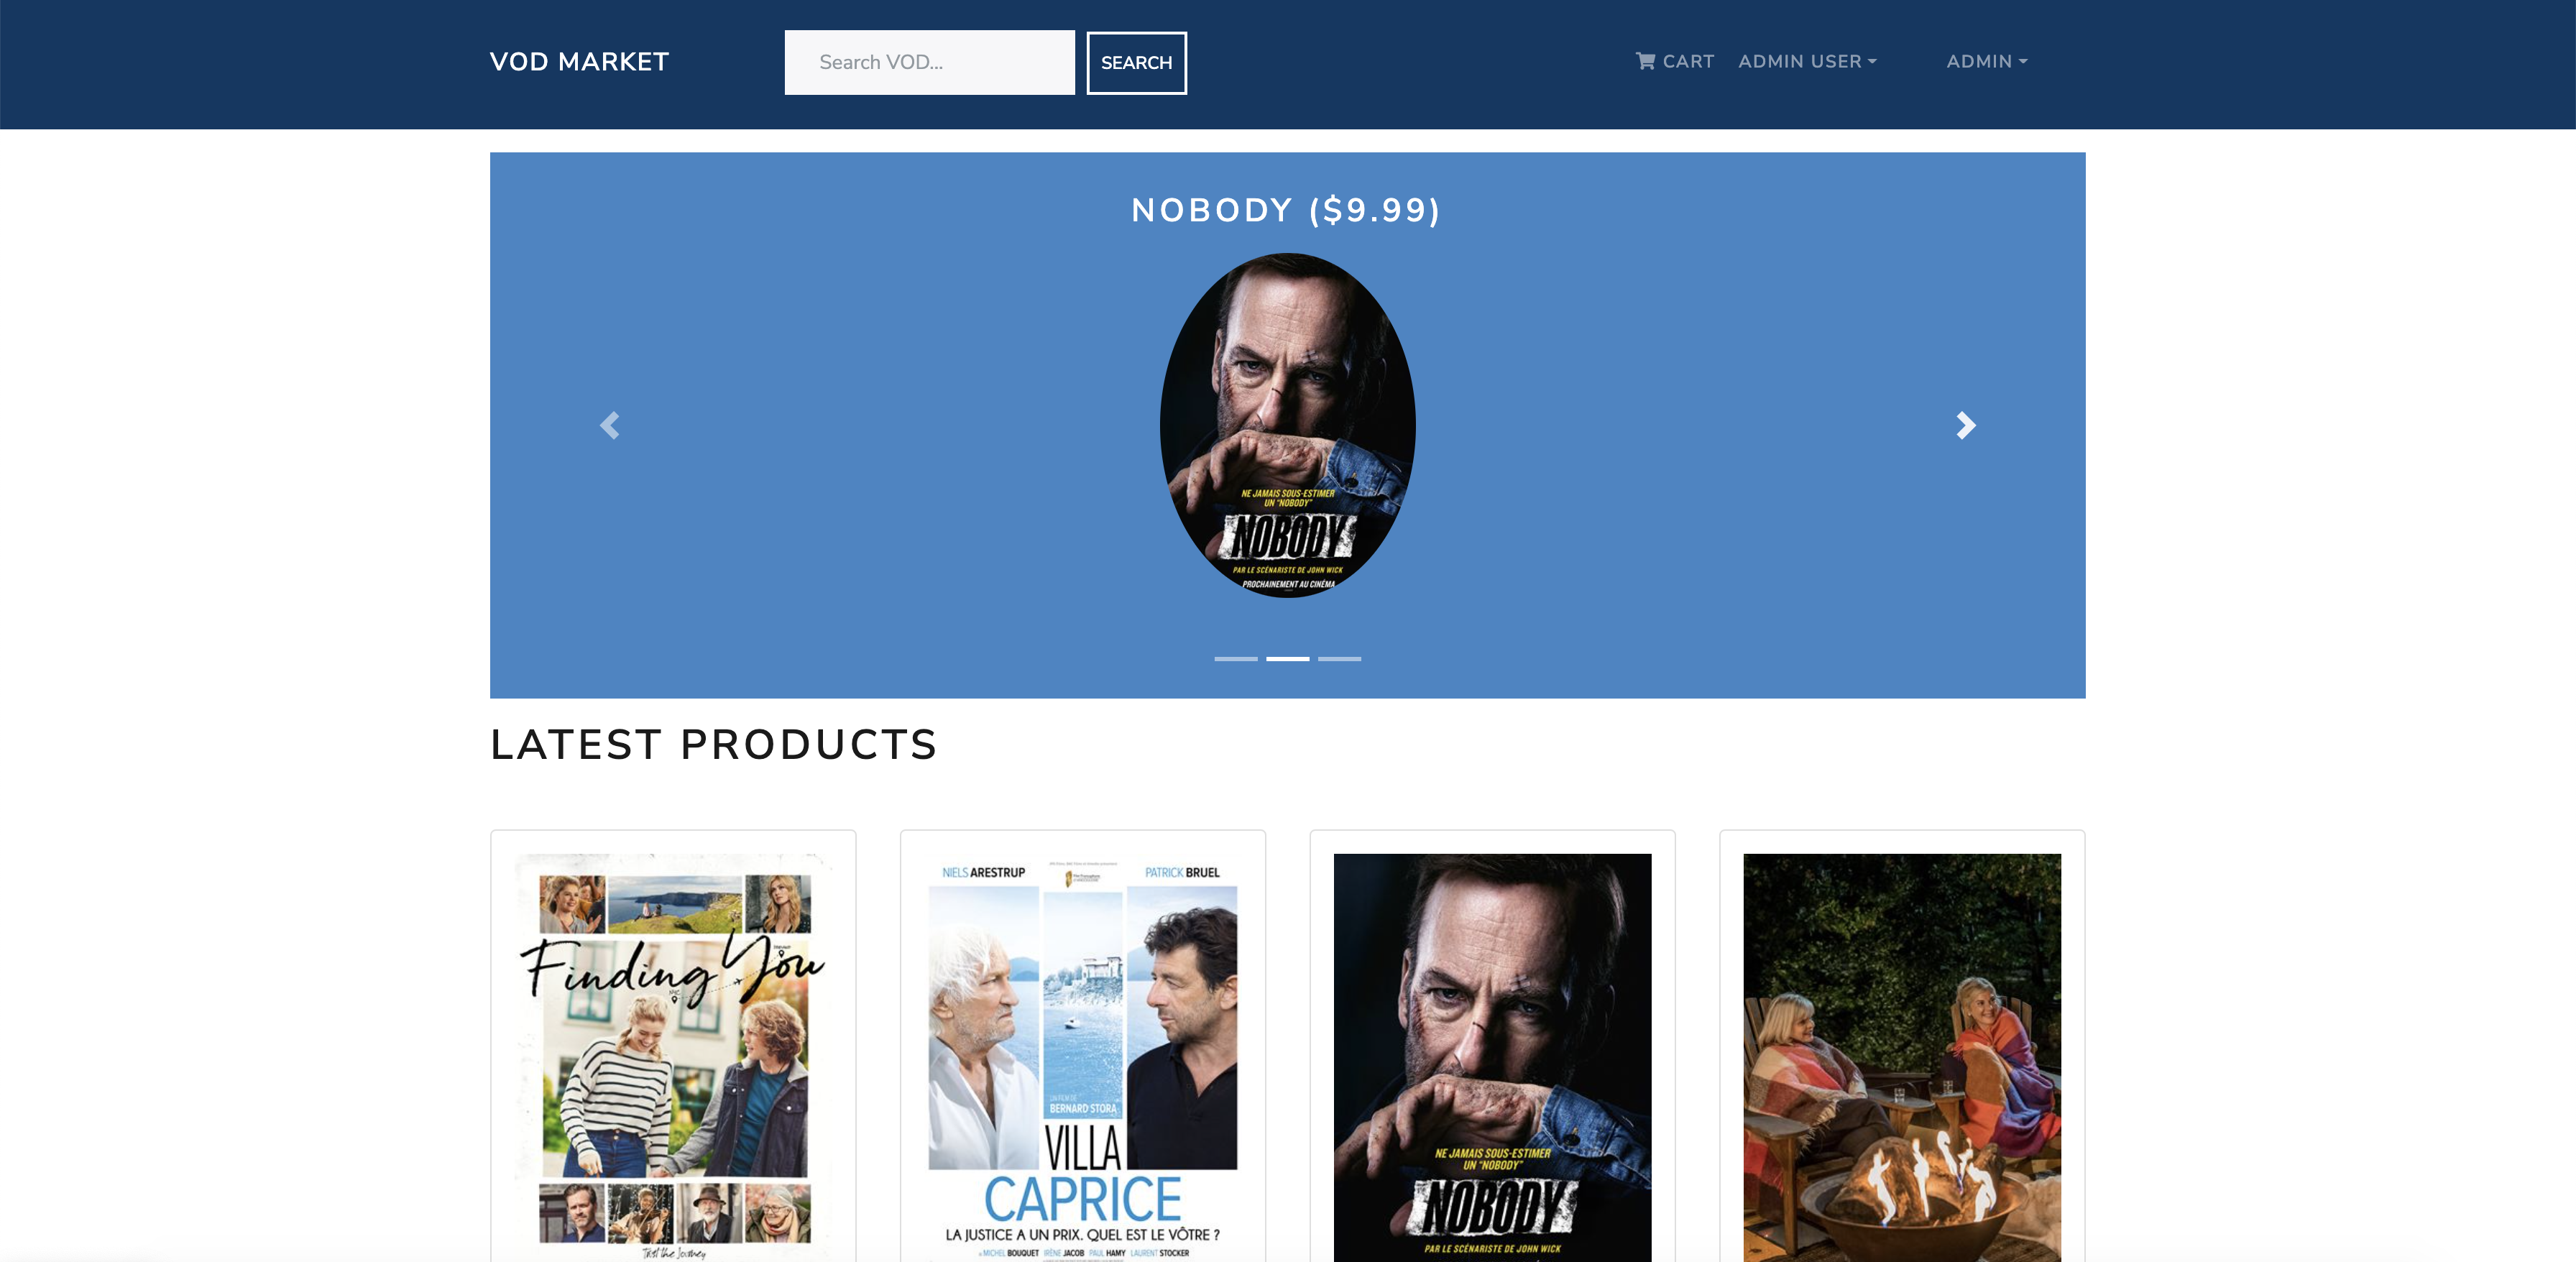 VOD MARKET
Search VOD...
SEARCH
CART
ADMIN USER
ADMIN
NOBODY ($9.99)
NE JAMAIS SOUS-ESTIMER
UN "NOBODY"
NOBODY
PAR LE SCÉNARISTE DE JOHN WICK
PROCHAINEMENT AU CINÉMA
LATEST PRODUCTS
Finding You
Trust the Journey
NIELS ARESTRUP
PATRICK BRUEL
UN FILM DE
BERNARD STORA
VILLA
CAPRICE
LA JUSTICE A UN PRIX. QUEL EST LE VÔTRE ?
MICHEL BOUQUET IRÈNE JACOB PAUL HAMY LAURENT STOCKER
NE JAMAIS SOUS-ESTIMER
UN "NOBODY"
NOBODY
PAR LE SCÉNARISTE DE JOHN WICK